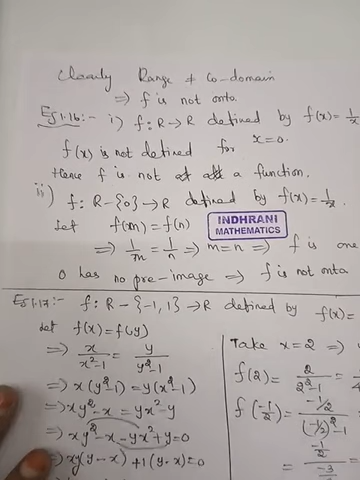 Clearly Range ≠ Co-domain
⇒ f is not onto.
Eg 1.16:- i) f: R→R defined by f(x) = 1/x
f(x) is not defined for x = 0.
Hence f is not a function.
ii) f: R - {0} → R defined by f(x) = 1/x.
Let f(m) = f(n)
INDHRANI
MATHEMATICS
⇒ 1/m = 1/n ⇒ m = n ⇒ f is one
0 has no pre-image ⇒ f is not onto
Eg 1.17:- f: R - {-1, 1} → R defined by f(x) =
Let f(x) = f(y)
⇒ x/(x²-1) = y/(y²-1)
⇒ x(y²-1) = y(x²-1)
⇒ xy²-x = yx²-y
⇒ xy²-x-yx²+y=0
⇒ xy(y-x) + 1(y-x) = 0
Take x = 2 ⇒
f(2) = 2/(2²-1) =
f(-1/2) = (-1/2)/((-1/2)²-1)
= (-1/2)/(-3/